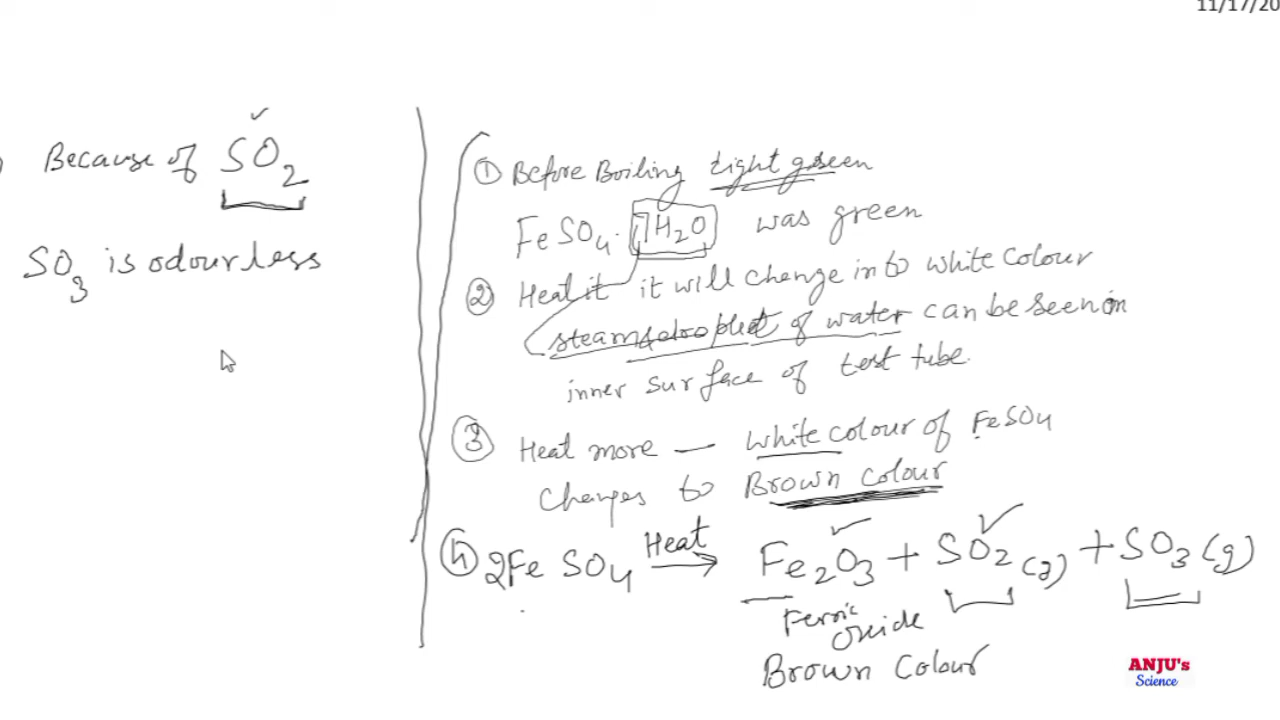 11/17/20
Because of SO2
SO3 is odourless
① Before Boiling light green
FeSO4. 7H2O was green
② Heat it it will change in to white colour
steam & droplet of water can be seen on
inner surface of test tube.
③ Heat more — white colour of FeSO4
changes to Brown colour
④ 2FeSO4 Heat→ Fe2O3 + SO2(g) + SO3(g)
Ferric
oxide
Brown Colour
ANJU's
Science